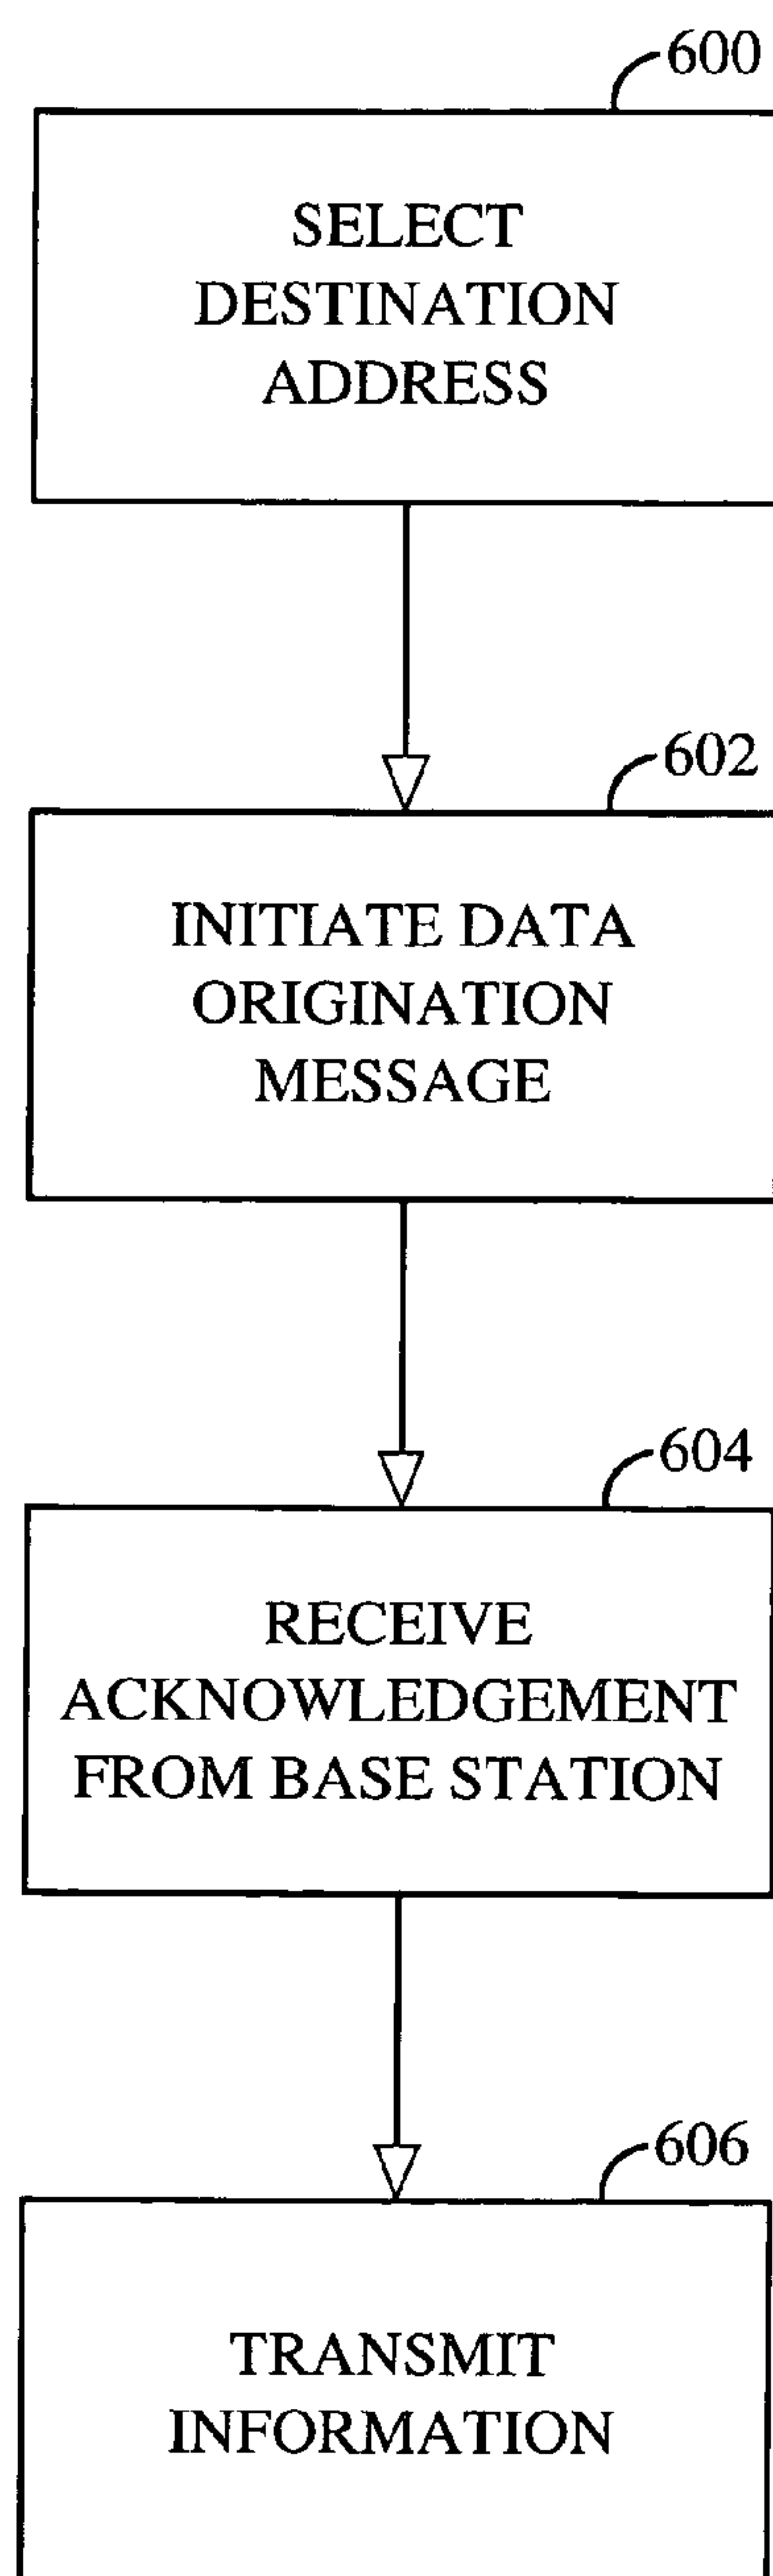 600
SELECT
DESTINATION
ADDRESS
602
INITIATE DATA
ORIGINATION
MESSAGE
604
RECEIVE
ACKNOWLEDGEMENT
FROM BASE STATION
606
TRANSMIT
INFORMATION